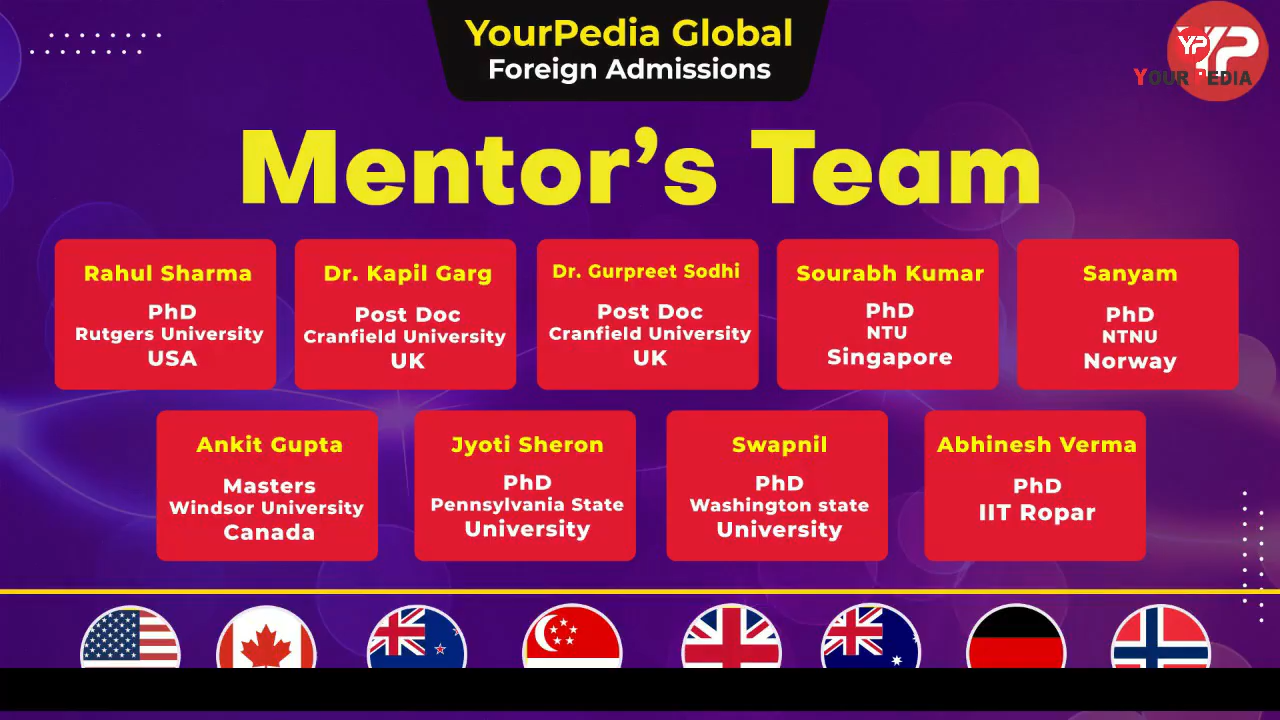 YourPedia Global
Foreign Admissions
YP
YP
YOUR PEDIA
Mentor's Team
Rahul Sharma
PhD
Rutgers University
USA
Dr. Kapil Garg
Post Doc
Cranfield University
UK
Dr. Gurpreet Sodhi
Post Doc
Cranfield University
UK
Sourabh Kumar
PhD
NTU
Singapore
Sanyam
PhD
NTNU
Norway
Ankit Gupta
Masters
Windsor University
Canada
Jyoti Sheron
PhD
Pennsylvania State
University
Swapnil
PhD
Washington state
University
Abhinesh Verma
PhD
IIT Ropar